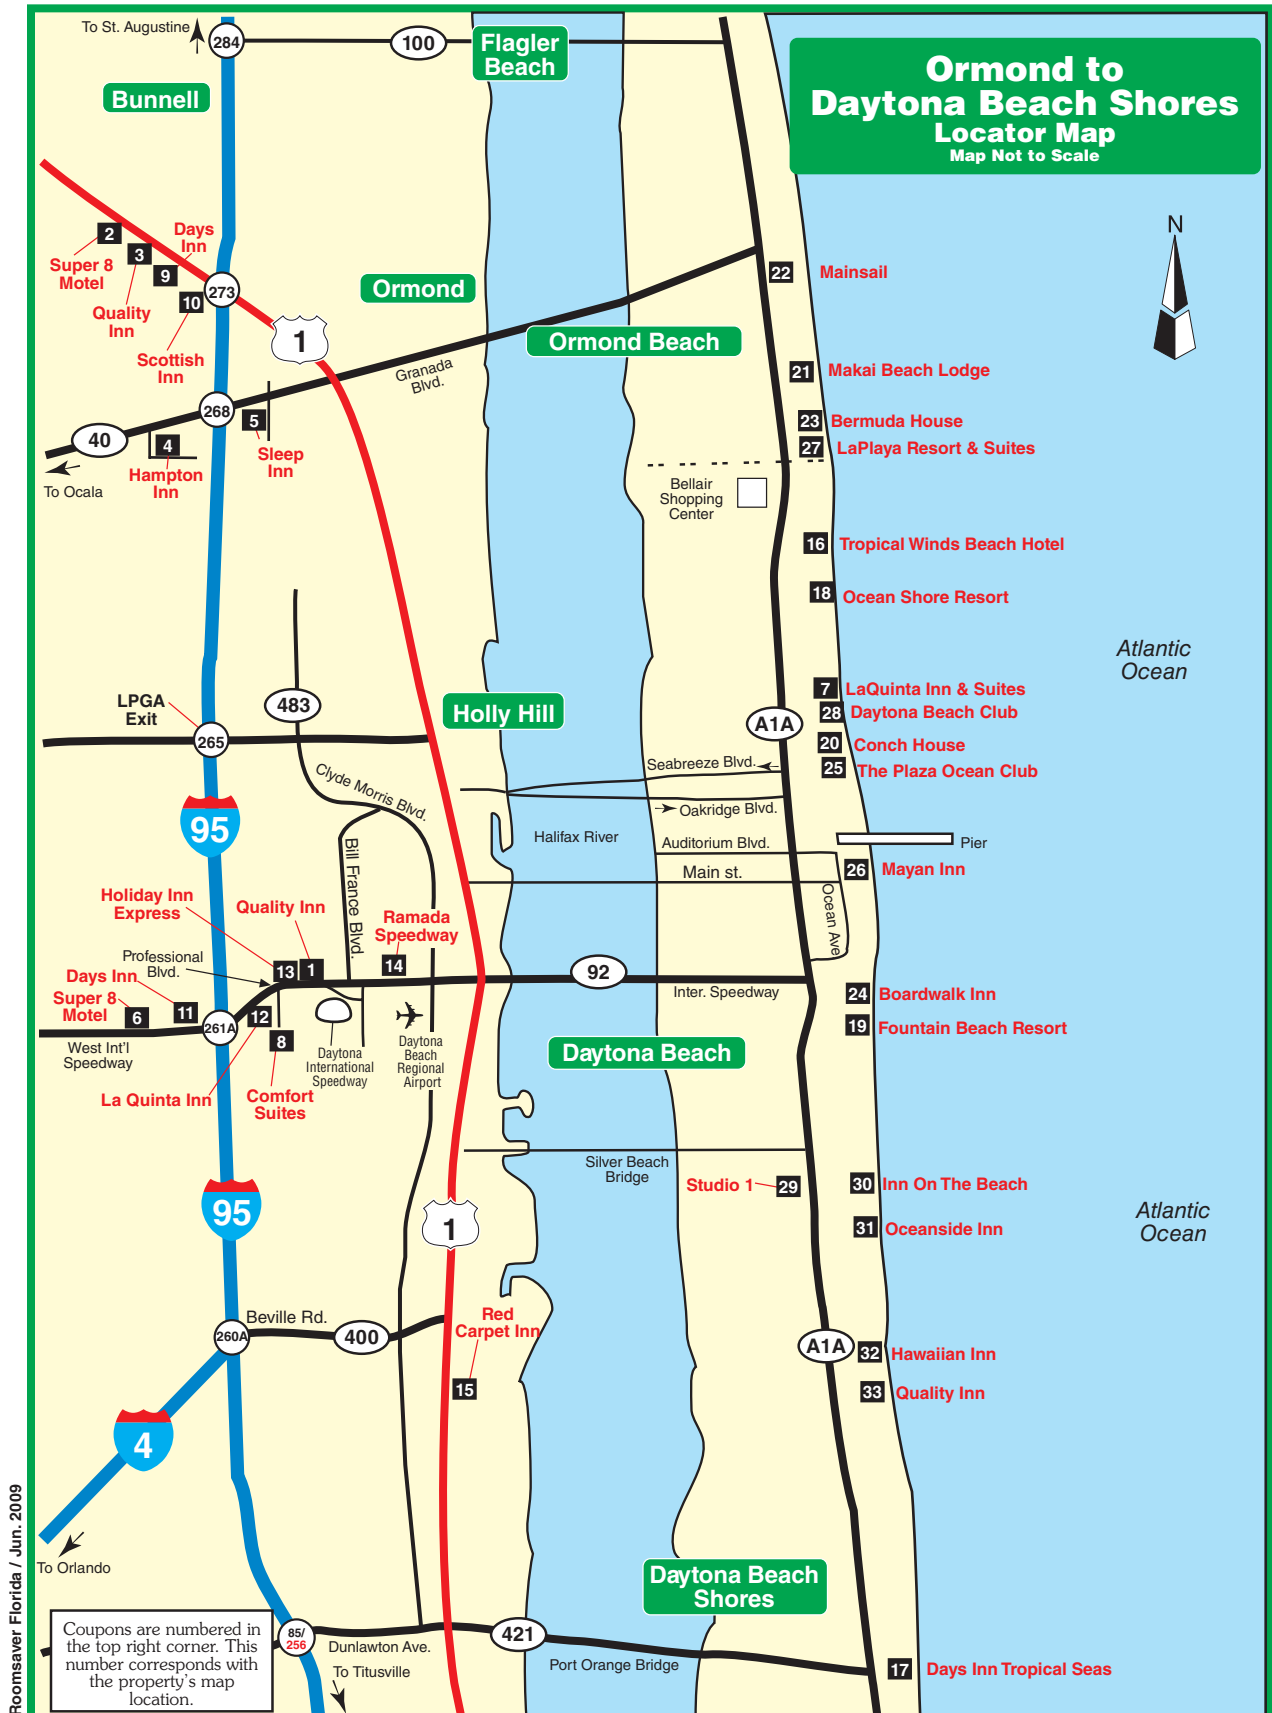 To St. Augustine
284
100
Flagler
Beach
Bunnell
Ormond to
Daytona Beach Shores
Locator Map
Map Not to Scale
N
2
3
9
10
Days
Inn
Super 8
Motel
Quality
Inn
Scottish
Inn
273
1
Ormond
22
Mainsail
Ormond Beach
Granada
Blvd.
21
Makai Beach Lodge
268
40
4
5
Sleep
Inn
Hampton
Inn
To Ocala
23
Bermuda House
27
LaPlaya Resort & Suites
Bellair
Shopping
Center
16
Tropical Winds Beach Hotel
18
Ocean Shore Resort
Atlantic
Ocean
LPGA
Exit
265
483
Holly Hill
A1A
7
LaQuinta Inn & Suites
28
Daytona Beach Club
20
Conch House
25
The Plaza Ocean Club
Seabreeze Blvd.
Oakridge Blvd.
Clyde Morris Blvd.
95
Bill France Blvd.
Halifax River
Auditorium Blvd.
Main st.
Pier
26
Mayan Inn
Ocean Ave
Holiday Inn
Express
Quality Inn
Ramada
Speedway
Professional
Blvd.
13
1
14
92
Inter. Speedway
Days Inn
Super 8
Motel
6
11
261A
12
8
West Int'l
Speedway
Daytona
International
Speedway
Daytona
Beach
Regional
Airport
Daytona Beach
24
Boardwalk Inn
19
Fountain Beach Resort
La Quinta Inn
Comfort
Suites
Silver Beach
Bridge
Studio 1
29
30
Inn On The Beach
31
Oceanside Inn
Atlantic
Ocean
95
1
Beville Rd.
260A
400
Red
Carpet Inn
15
A1A
32
Hawaiian Inn
33
Quality Inn
4
To Orlando
Daytona Beach
Shores
85/
256
Dunlawton Ave.
421
Port Orange Bridge
To Titusville
17
Days Inn Tropical Seas
Coupons are numbered in
the top right corner. This
number corresponds with
the property's map
location.
Roomsaver Florida / Jun. 2009